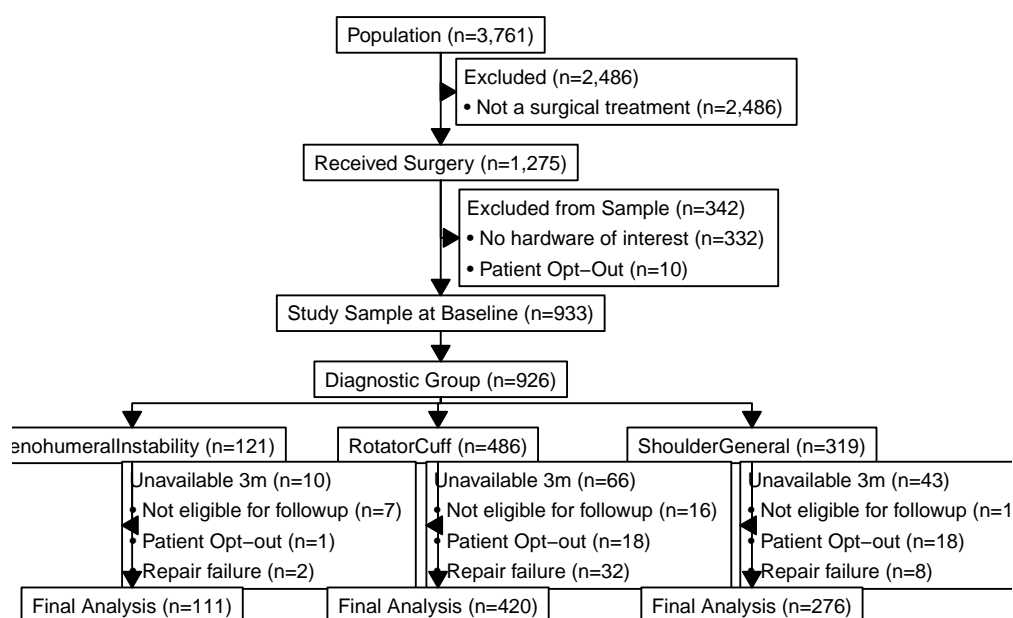 Population (n=3,761)
Excluded (n=2,486)
• Not a surgical treatment (n=2,486)
Received Surgery (n=1,275)
Excluded from Sample (n=342)
• No hardware of interest (n=332)
• Patient Opt−Out (n=10)
Study Sample at Baseline (n=933)
Diagnostic Group (n=926)
enohumeralInstability (n=121)
RotatorCuff (n=486)
ShoulderGeneral (n=319)
Unavailable 3m (n=10)
• Not eligible for followup (n=7)
• Patient Opt−out (n=1)
• Repair failure (n=2)
Unavailable 3m (n=66)
• Not eligible for followup (n=16)
• Patient Opt−out (n=18)
• Repair failure (n=32)
Unavailable 3m (n=43)
• Not eligible for followup (n=1
• Patient Opt−out (n=18)
• Repair failure (n=8)
Final Analysis (n=111)
Final Analysis (n=420)
Final Analysis (n=276)